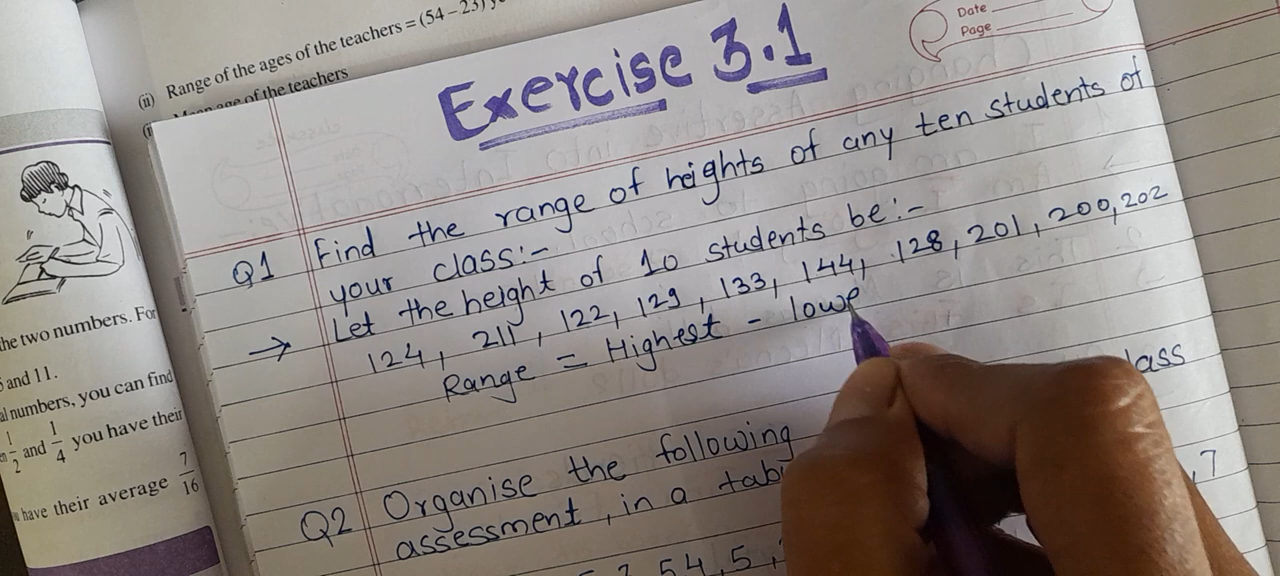 (ii) Range of the ages of the teachers = (54 – 23)
age of the teachers
Date
Page
Exercise 3.1
Q1 Find the range of heights of any ten students of
your class:-
→ Let the height of 10 students be:-
124, 211, 122, 129, 133, 144, 128, 201, 200, 202
Range = Highest - lowe
Q2 Organise the following
assessment, in a tab
lass
,7
54, 5,
he two numbers. For
and 11.
al numbers, you can find
1/2 and 1/4 you have their
have their average 7/16